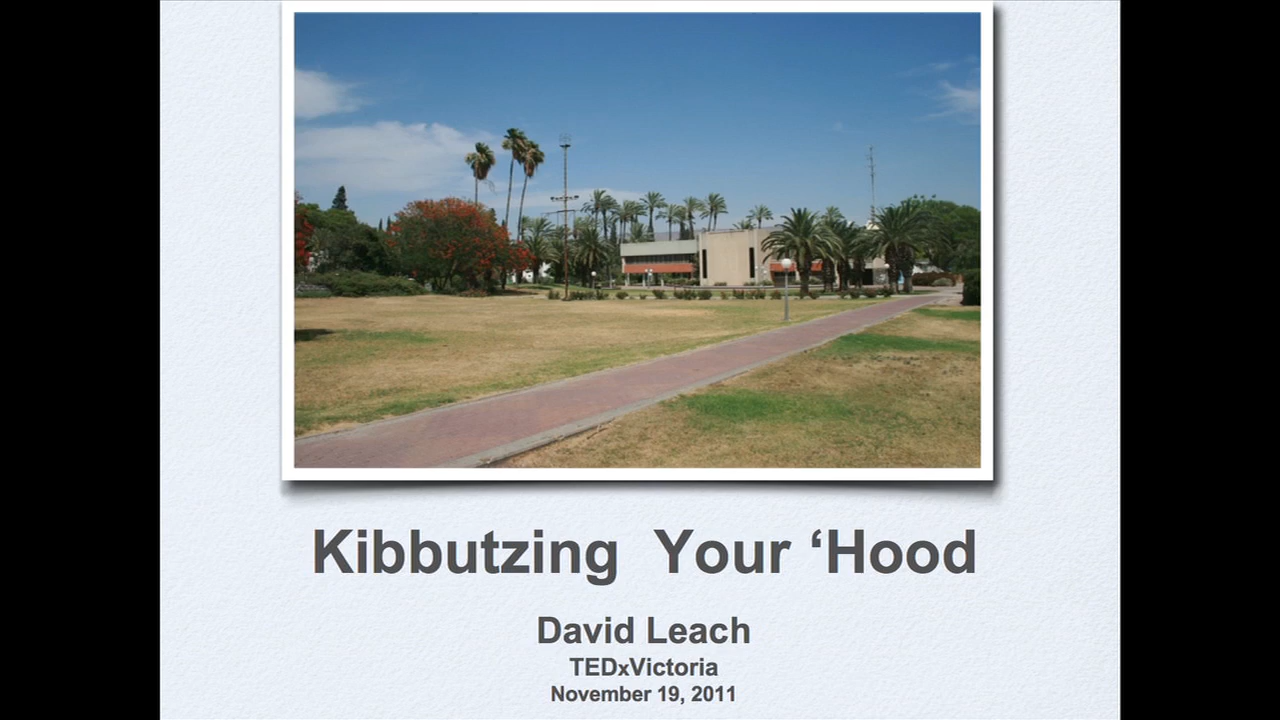 Kibbutzing Your ‘Hood
David Leach
TEDxVictoria
November 19, 2011